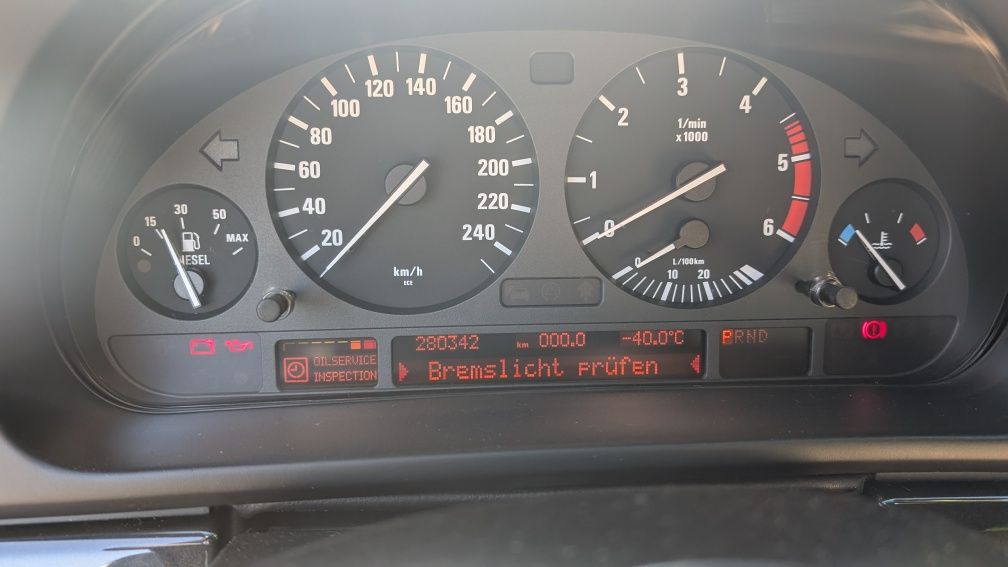 20
40
60
80
100
120
140
160
180
200
220
240
km/h
ECE
0
1
2
3
4
5
6
1/min
x 1000
0
10
20
L/100km
0
15
30
50
MAX
DIESEL
OILSERVICE
INSPECTION
280342 km 000.0 -40.0°C
Bremslicht prüfen
PRND